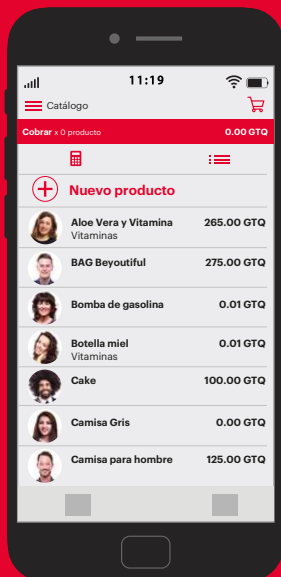 11:19
Catálogo
Cobrar x 0 producto 0.00 GTQ
Nuevo producto
Aloe Vera y Vitamina 265.00 GTQ
Vitaminas
BAG Beyoutiful 275.00 GTQ
Bomba de gasolina 0.01 GTQ
Botella miel 0.01 GTQ
Vitaminas
Cake 100.00 GTQ
Camisa Gris 0.00 GTQ
Camisa para hombre 125.00 GTQ